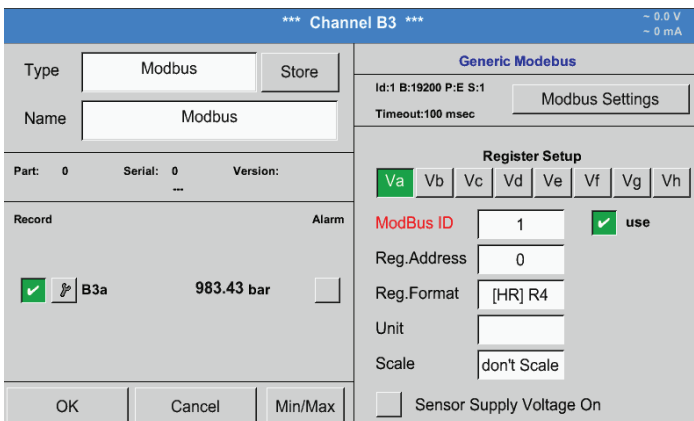 *** Channel B3 ***
~ 0.0 V
~ 0 mA
Type Modbus Store
Name Modbus
Part: 0 Serial: 0 Version:
---
Record Alarm
B3a 983.43 bar
OK Cancel Min/Max
Generic Modebus
Id:1 B:19200 P:E S:1
Timeout:100 msec
Modbus Settings
Register Setup
Va Vb Vc Vd Ve Vf Vg Vh
ModBus ID 1 use
Reg.Address 0
Reg.Format [HR] R4
Unit
Scale don't Scale
Sensor Supply Voltage On